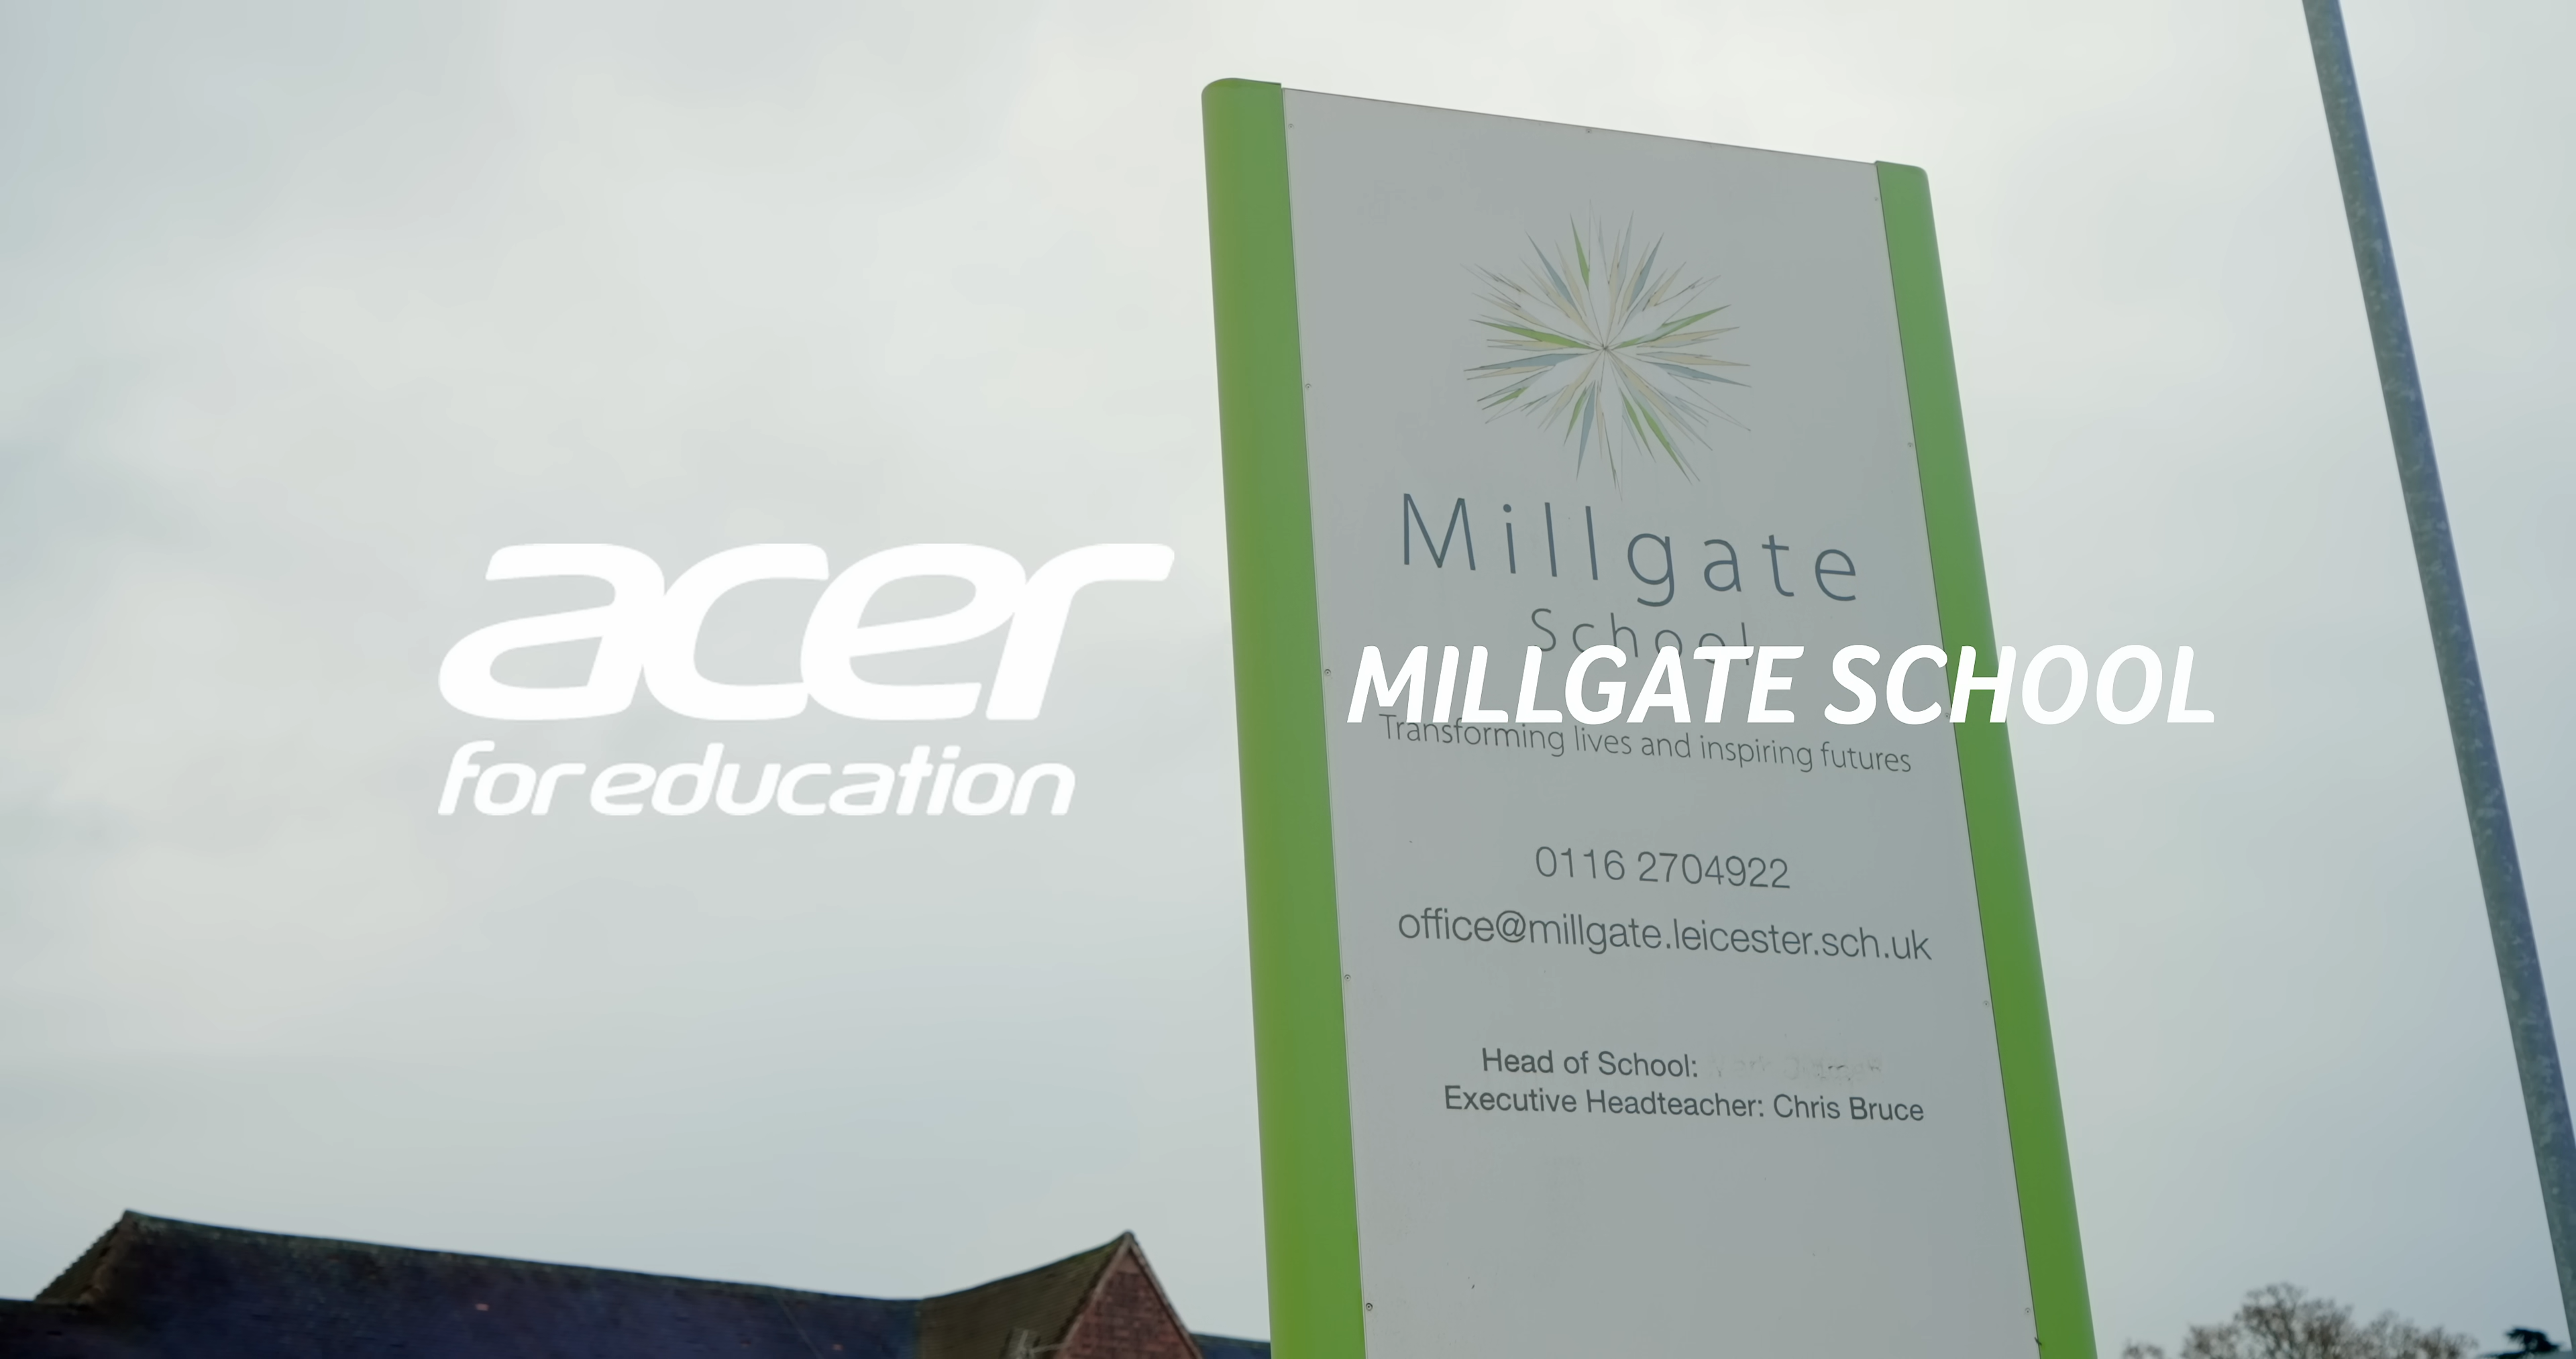 acer
for education
MILLGATE SCHOOL
Millgate
School
Transforming lives and inspiring futures
0116 2704922
office@millgate.leicester.sch.uk
Head of School:
Executive Headteacher: Chris Bruce